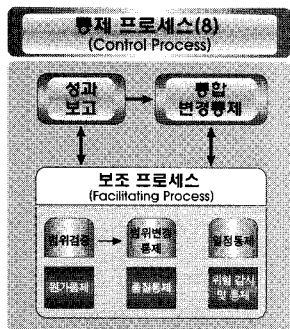 통제 프로세스(8)
(Control Process)
성과
보고
통합
변경통제
보조 프로세스
(Facilitating Process)
범위검증
범위변경
통제
일정통제
원가통제
품질통제
위험 감시
및 통제